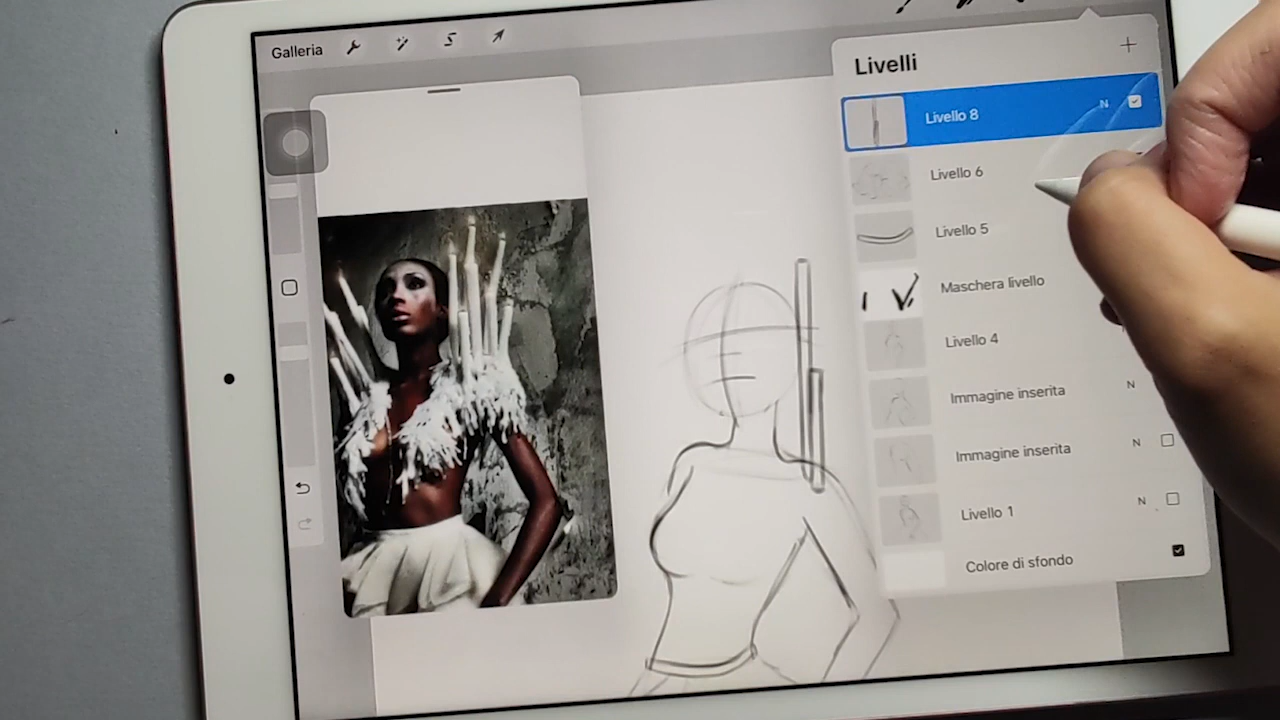 Galleria
Livelli
Livello 8 N
Livello 6
Livello 5
Maschera livello
Livello 4
Immagine inserita N
Immagine inserita N
Livello 1 N
Colore di sfondo